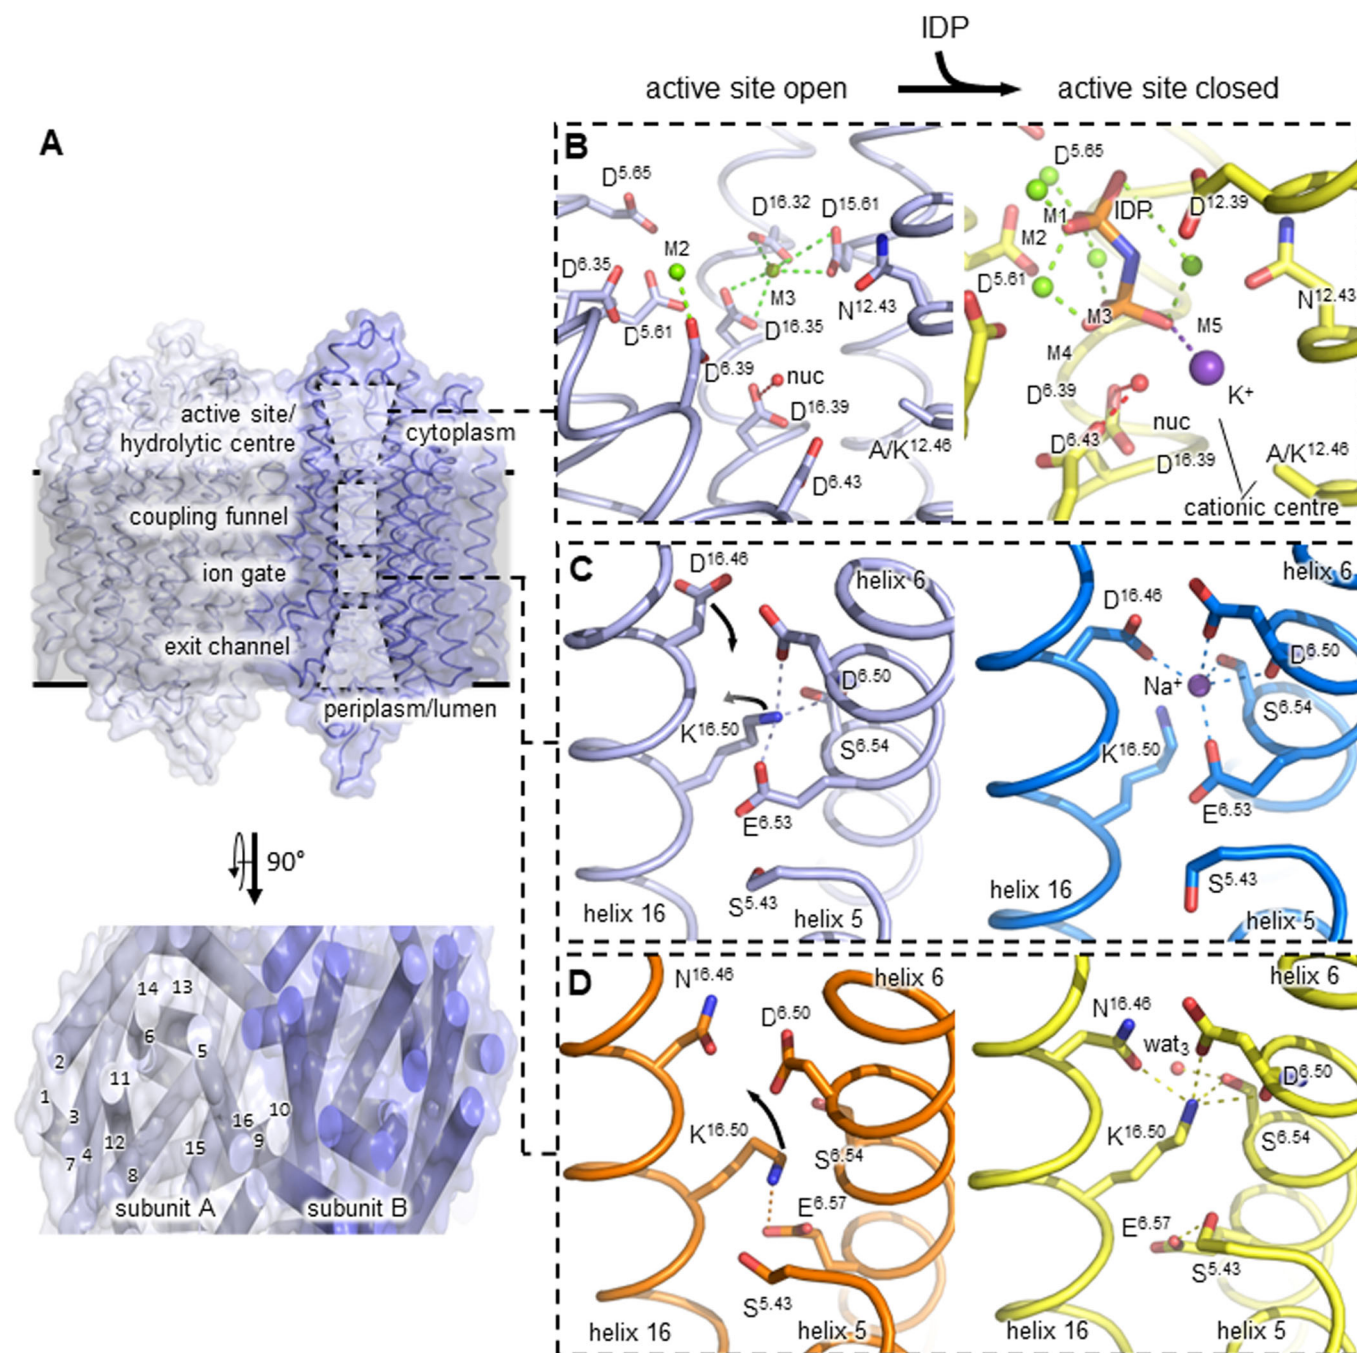 IDP
active site open
active site closed
A
active site/
hydrolytic centre
cytoplasm
coupling funnel
ion gate
exit channel
periplasm/lumen
90°
14 13
6
5
2
11
1
3
16
10
12
15
9
7
4
8
subunit A
subunit B
B
D⁵·⁶⁵
D¹⁶·³²
D¹⁵·⁶¹
M2
D⁶·³⁵
M3
N¹²·⁴³
D⁵·⁶¹
D¹⁶·³⁵
D⁶·³⁹
nuc
D¹⁶·³⁹
A/K¹²·⁴⁶
D⁶·⁴³
D⁵·⁶⁵
M1
IDP
D¹²·³⁹
M2
D⁵·⁶¹
N¹²·⁴³
M3
M5
M4
D⁶·³⁹
K⁺
nuc
D⁶·⁴³
D¹⁶·³⁹
A/K¹²·⁴⁶
cationic centre
C
D¹⁶·⁴⁶
helix 6
D⁶·⁵⁰
K¹⁶·⁵⁰
S⁶·⁵⁴
E⁶·⁵³
S⁵·⁴³
helix 16
helix 5
helix 6
D¹⁶·⁴⁶
D⁶·⁵⁰
Na⁺
S⁶·⁵⁴
K¹⁶·⁵⁰
E⁶·⁵³
S⁵·⁴³
helix 16
helix 5
D
N¹⁶·⁴⁶
helix 6
D⁶·⁵⁰
K¹⁶·⁵⁰
S⁶·⁵⁴
E⁶·⁵⁷
S⁵·⁴³
helix 16
helix 5
helix 6
N¹⁶·⁴⁶
wat₃
D⁶·⁵⁰
K¹⁶·⁵⁰
S⁶·⁵⁴
E⁶·⁵⁷
S⁵·⁴³
helix 16
helix 5